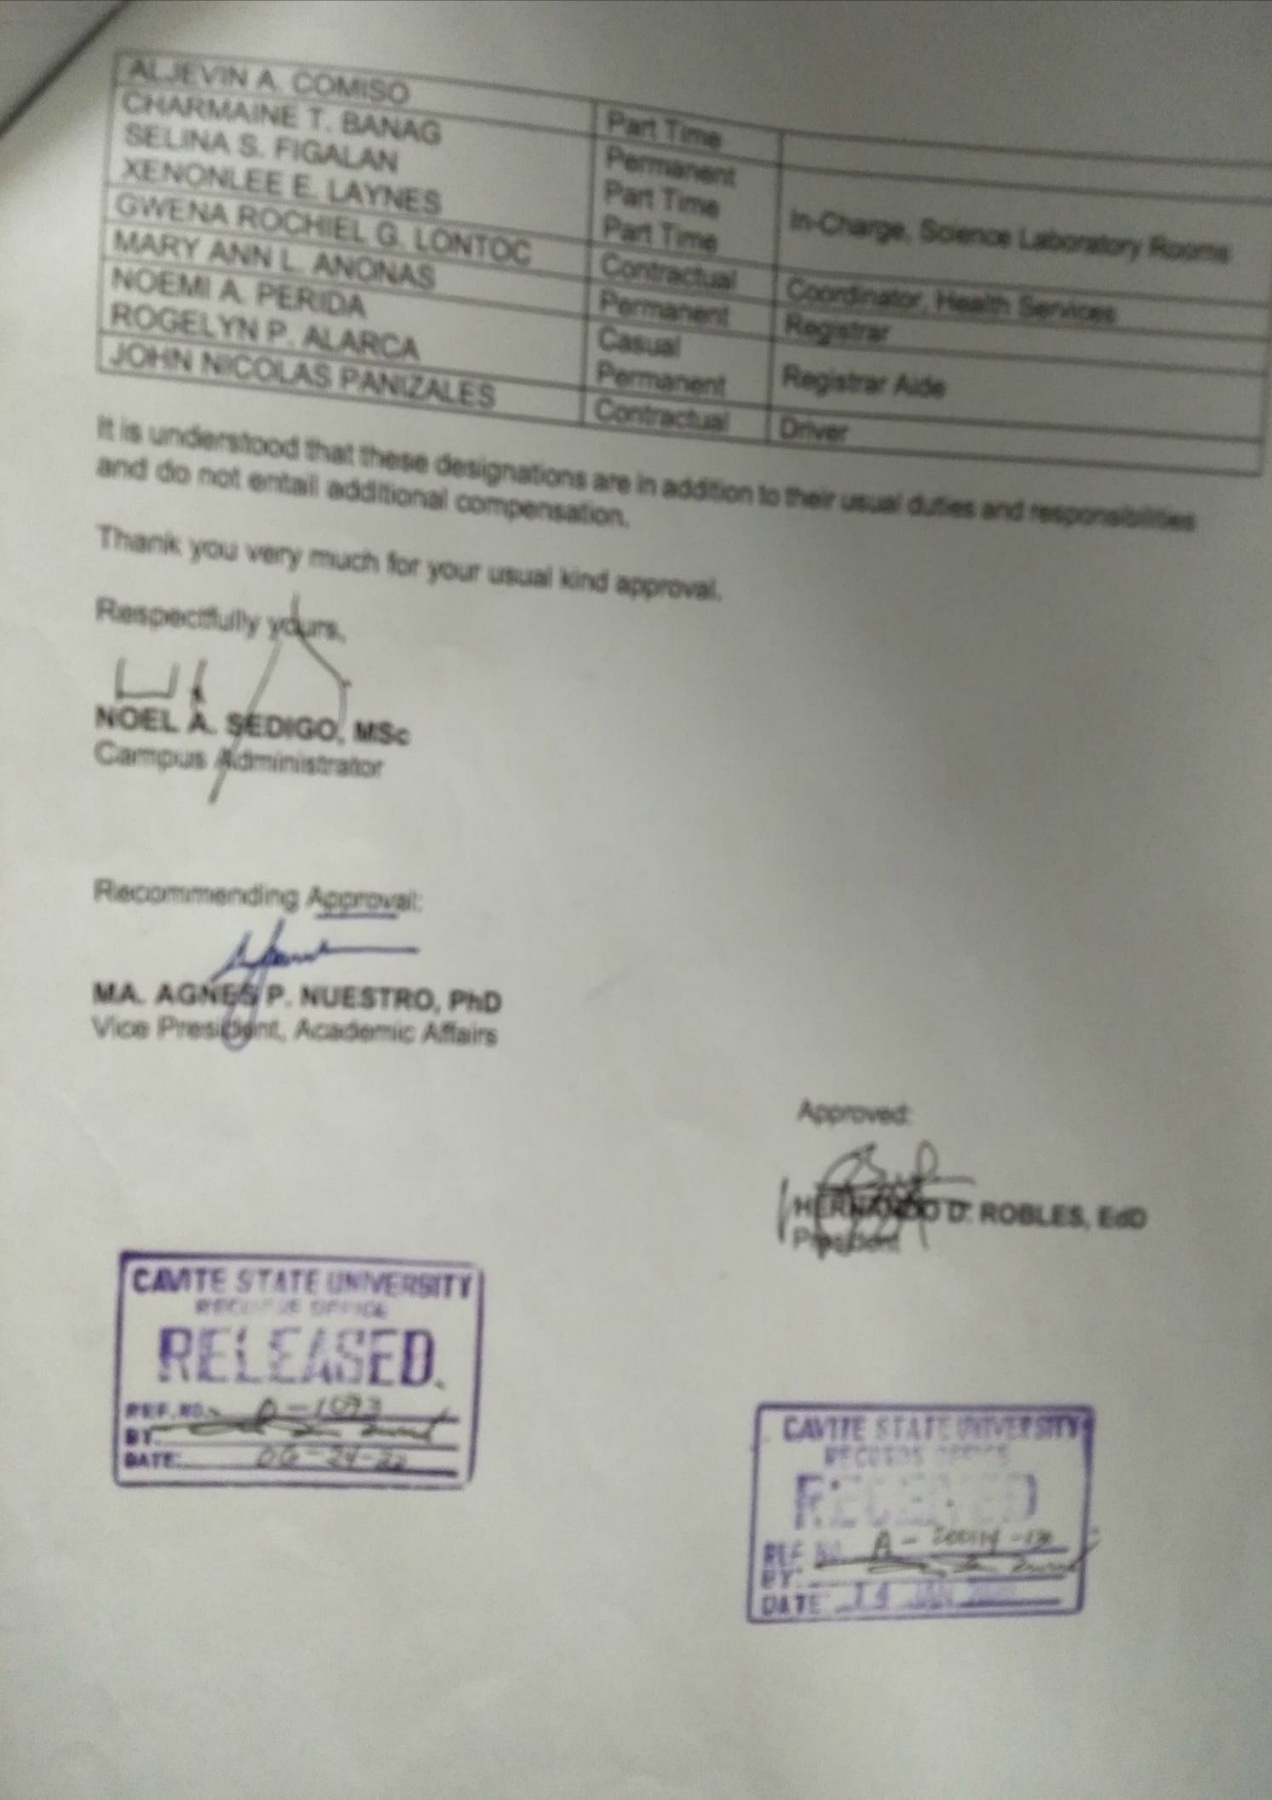 ALJEVIN A. COMISO Part Time
CHARMAINE T. BANAG Permanent
SELINA S. FIGALAN Part Time In-Charge, Science Laboratory Rooms
XENONLEE E. LAYNES Part Time
GWENA ROCHIEL G. LONTOC Contractual Coordinator, Health Services
MARY ANN L. ANONAS Permanent Registrar
NOEMI A. PERIDA Casual Registrar Aide
ROGELYN P. ALARCA Permanent
JOHN NICOLAS PANIZALES Contractual Driver
It is understood that these designations are in addition to their usual duties and responsibilities
and do not entail additional compensation.
Thank you very much for your usual kind approval.
Respectfully yours,
NOEL A. SEDIGO, MSc
Campus Administrator
Recommending Approval:
MA. AGNES P. NUESTRO, PhD
Vice President, Academic Affairs
Approved:
HERNANDO D. ROBLES, EdD
President
CAVITE STATE UNIVERSITY
OFFICE
RELEASED
REF. NO. A-1093
BY.
DATE: 06-24-22
CAVITE STATE UNIVERSITY
RECORDS OFFICE
RECEIVED
REF. NO. A-
BY:
DATE 14 JAN